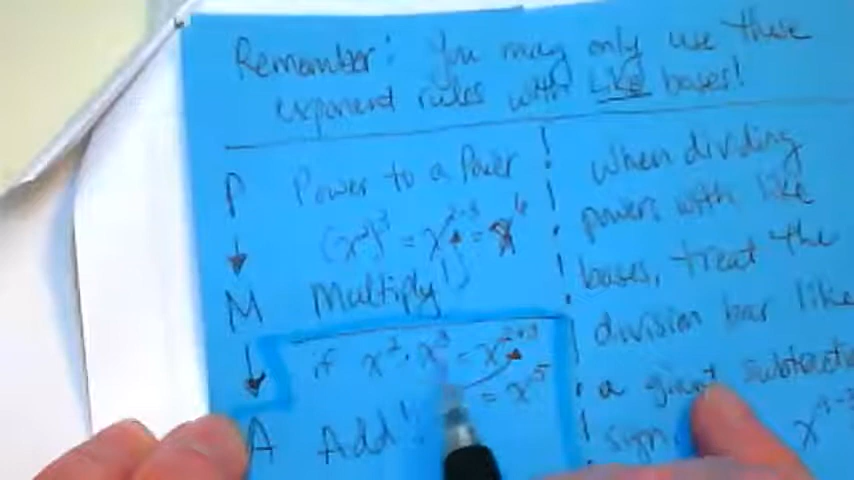 Remember! You may only use these
exponent rules with like bases!
P Power to a Power !
(x²)³ = x²·³ = x⁶ !
M Multiply! !
if x² · x³ = x²⁺³
= x⁵
A Add!
when dividing
powers with like
bases, treat the
division bar like
a giant subtraction
sign